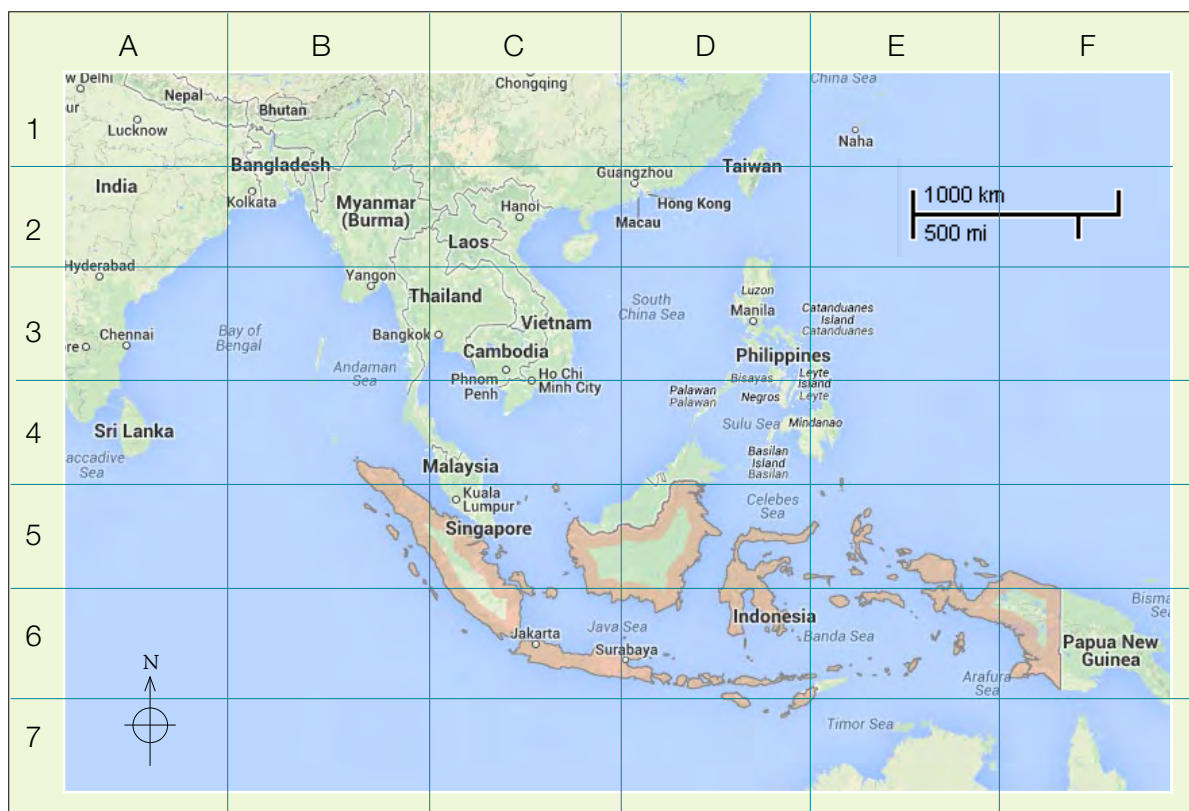 A B C D E F
1
2
3
4
5
6
7
w Delhi
ur
Nepal
Bhutan
Lucknow
Chongqing
China Sea
Naha
Bangladesh
Taiwan
India
Kolkata
Myanmar
(Burma)
Hanoi
Laos
Guangzhou
Hong Kong
Macau
1000 km
500 mi
Hyderabad
Yangon
Thailand
Luzon
Manila
South
China Sea
Catanduanes
Island
Catanduanes
Chennai
ore
Bay of
Bengal
Bangkok
Vietnam
Cambodia
Philippines
Andaman
Sea
Phnom
Penh
Ho Chi
Minh City
Bisayas
Leyte
Island
Leyte
Palawan
Palawan
Negros
Sri Lanka
Sulu Sea
Mindanao
accadive
Sea
Malaysia
Basilan
Island
Basilan
Kuala
Lumpur
Celebes
Sea
Singapore
Indonesia
Java Sea
Jakarta
Surabaya
Banda Sea
Bisma
Sea
Papua New
Guinea
Arafura
Sea
Timor Sea
N